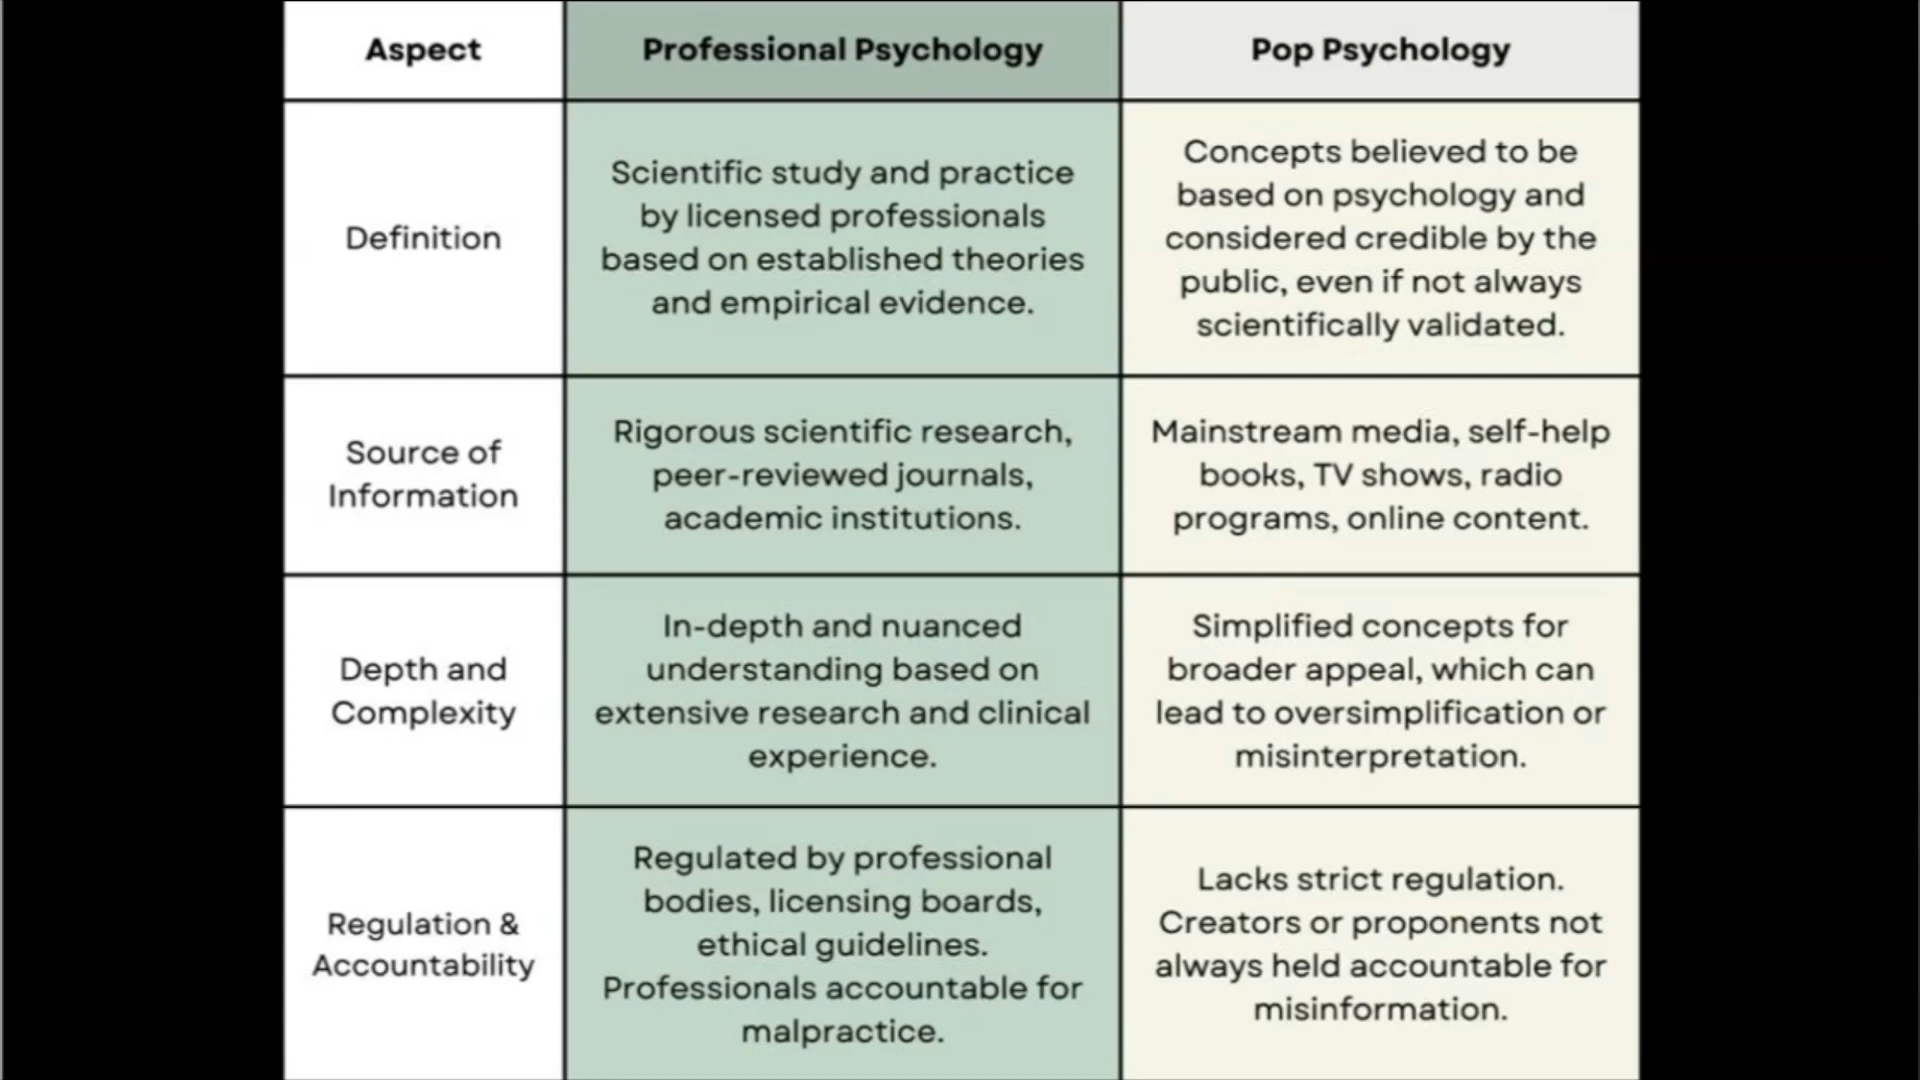 Aspect
Professional Psychology
Pop Psychology
Definition
Scientific study and practice
by licensed professionals
based on established theories
and empirical evidence.
Concepts believed to be
based on psychology and
considered credible by the
public, even if not always
scientifically validated.
Source of
Information
Rigorous scientific research,
peer-reviewed journals,
academic institutions.
Mainstream media, self-help
books, TV shows, radio
programs, online content.
Depth and
Complexity
In-depth and nuanced
understanding based on
extensive research and clinical
experience.
Simplified concepts for
broader appeal, which can
lead to oversimplification or
misinterpretation.
Regulation &
Accountability
Regulated by professional
bodies, licensing boards,
ethical guidelines.
Professionals accountable for
malpractice.
Lacks strict regulation.
Creators or proponents not
always held accountable for
misinformation.